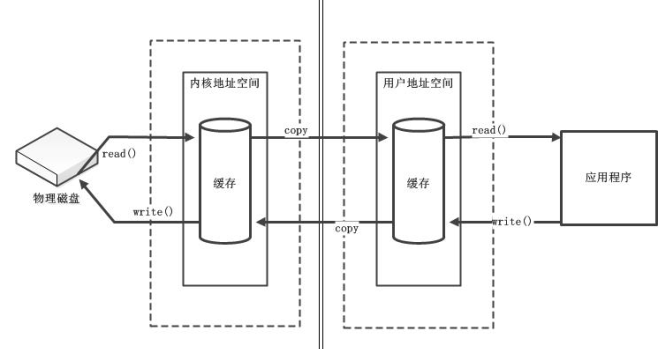 内核地址空间
用户地址空间
copy
read()
read()
缓存
缓存
应用程序
物理磁盘
write()
copy
write()